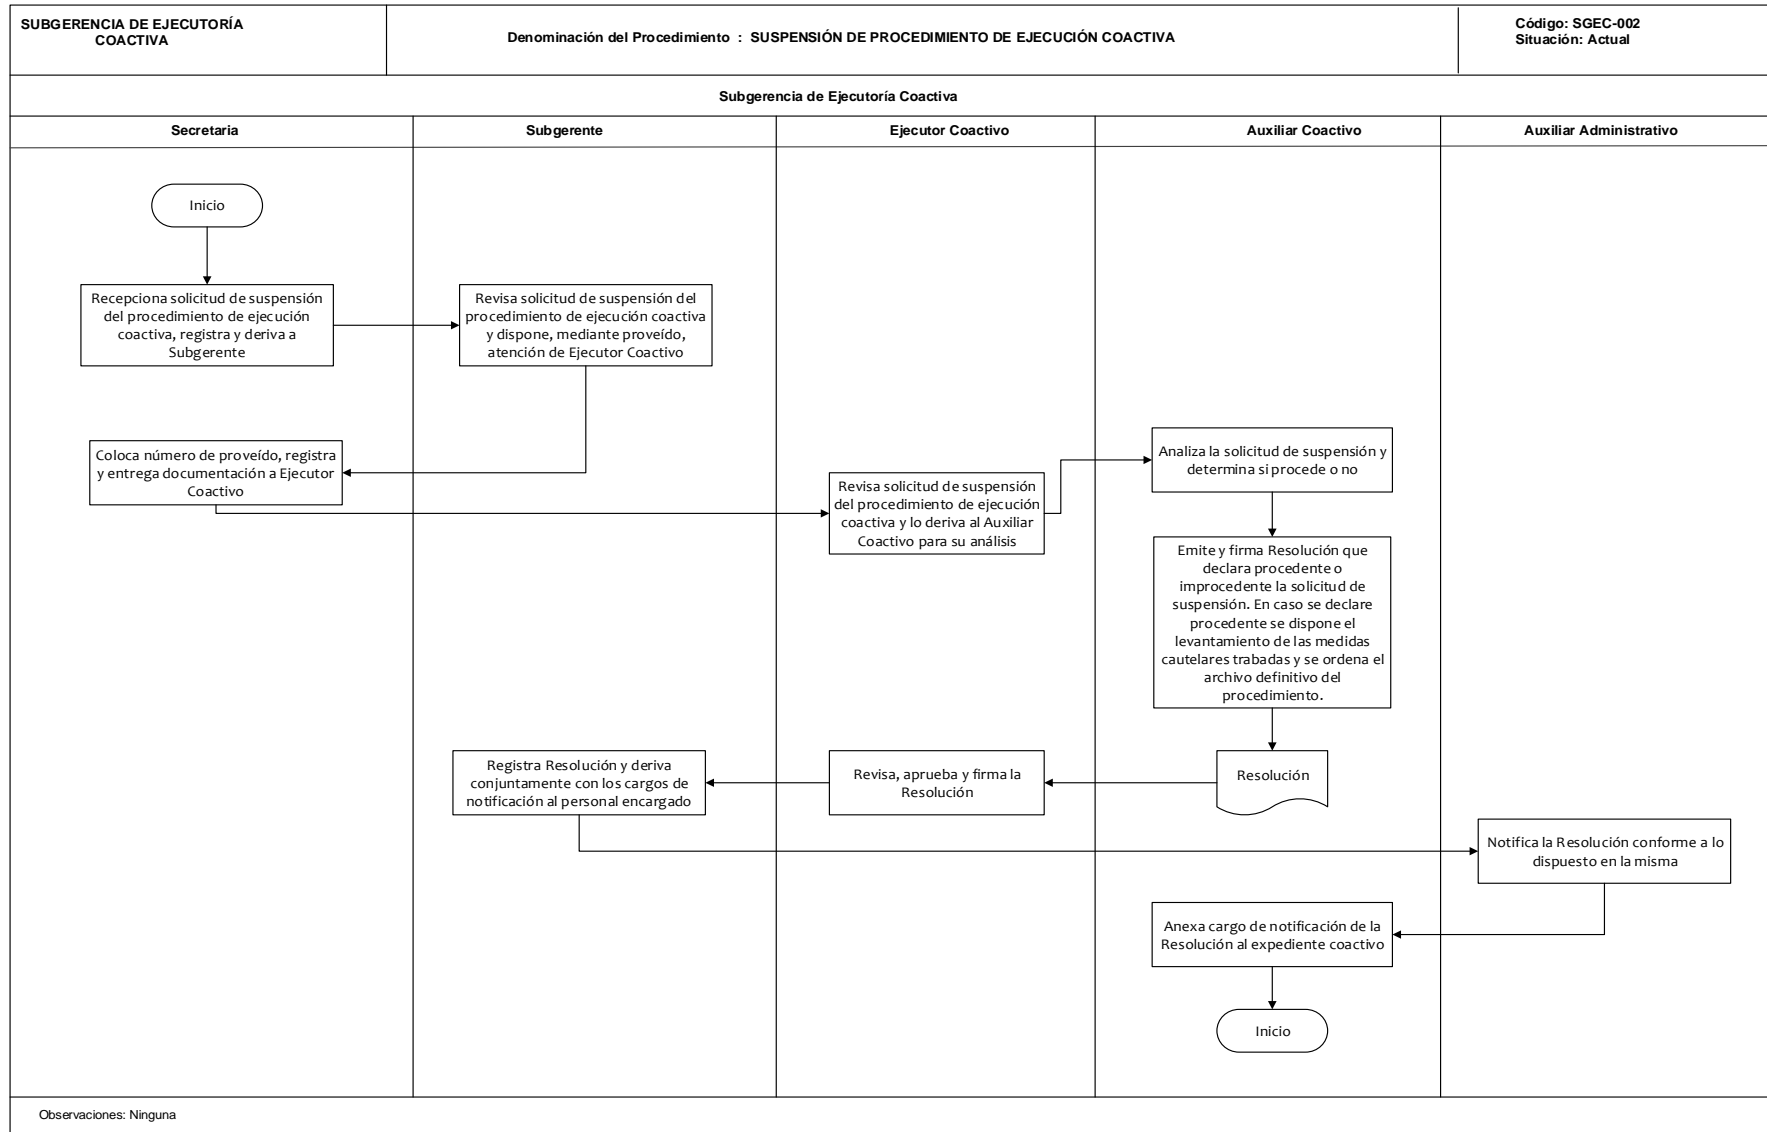 SUBGERENCIA DE EJECUTORÍA
COACTIVA
Denominación del Procedimiento : SUSPENSIÓN DE PROCEDIMIENTO DE EJECUCIÓN COACTIVA
Código: SGEC-002
Situación: Actual
Subgerencia de Ejecutoría Coactiva
Secretaria
Subgerente
Ejecutor Coactivo
Auxiliar Coactivo
Auxiliar Administrativo
Inicio
Recepciona solicitud de suspensión
del procedimiento de ejecución
coactiva, registra y deriva a
Subgerente
Revisa solicitud de suspensión del
procedimiento de ejecución coactiva
y dispone, mediante proveído,
atención de Ejecutor Coactivo
Coloca número de proveído, registra
y entrega documentación a Ejecutor
Coactivo
Revisa solicitud de suspensión
del procedimiento de ejecución
coactiva y lo deriva al Auxiliar
Coactivo para su análisis
Analiza la solicitud de suspensión y
determina si procede o no
Emite y firma Resolución que
declara procedente o
improcedente la solicitud de
suspensión. En caso se declare
procedente se dispone el
levantamiento de las medidas
cautelares trabadas y se ordena el
archivo definitivo del
procedimiento.
Resolución
Revisa, aprueba y firma la
Resolución
Registra Resolución y deriva
conjuntamente con los cargos de
notificación al personal encargado
Notifica la Resolución conforme a lo
dispuesto en la misma
Anexa cargo de notificación de la
Resolución al expediente coactivo
Inicio
Observaciones: Ninguna